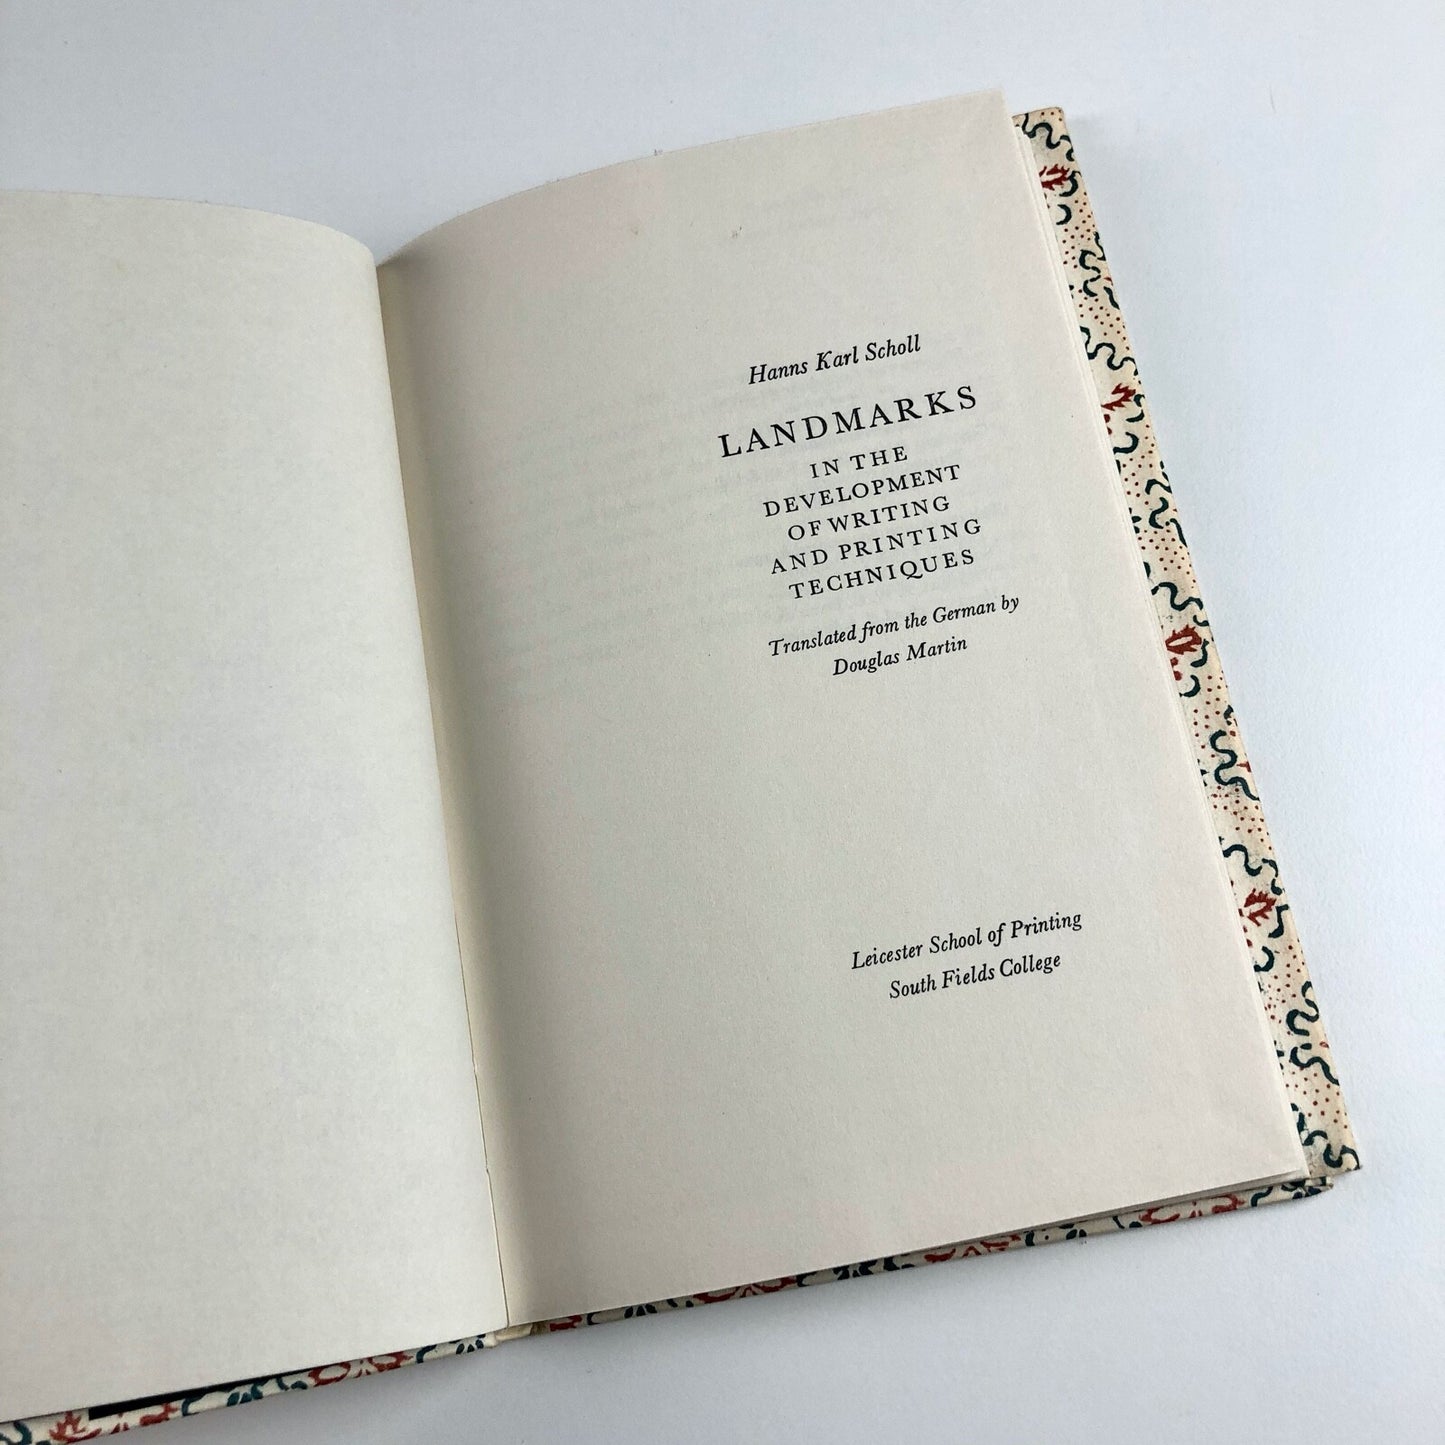 Hanns Karl Scholl
LANDMARKS
IN THE
DEVELOPMENT
OF WRITING
AND PRINTING
TECHNIQUES
Translated from the German by
Douglas Martin
Leicester School of Printing
South Fields College